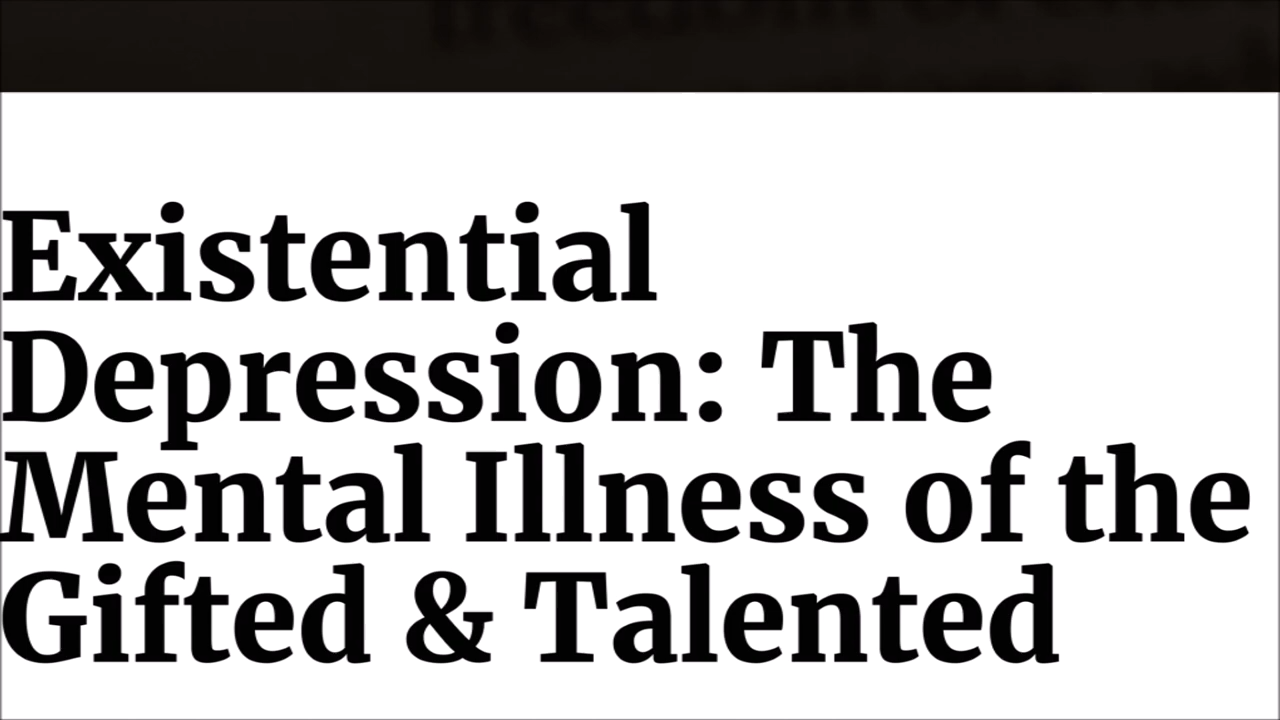 Existential
Depression: The
Mental Illness of the
Gifted & Talented